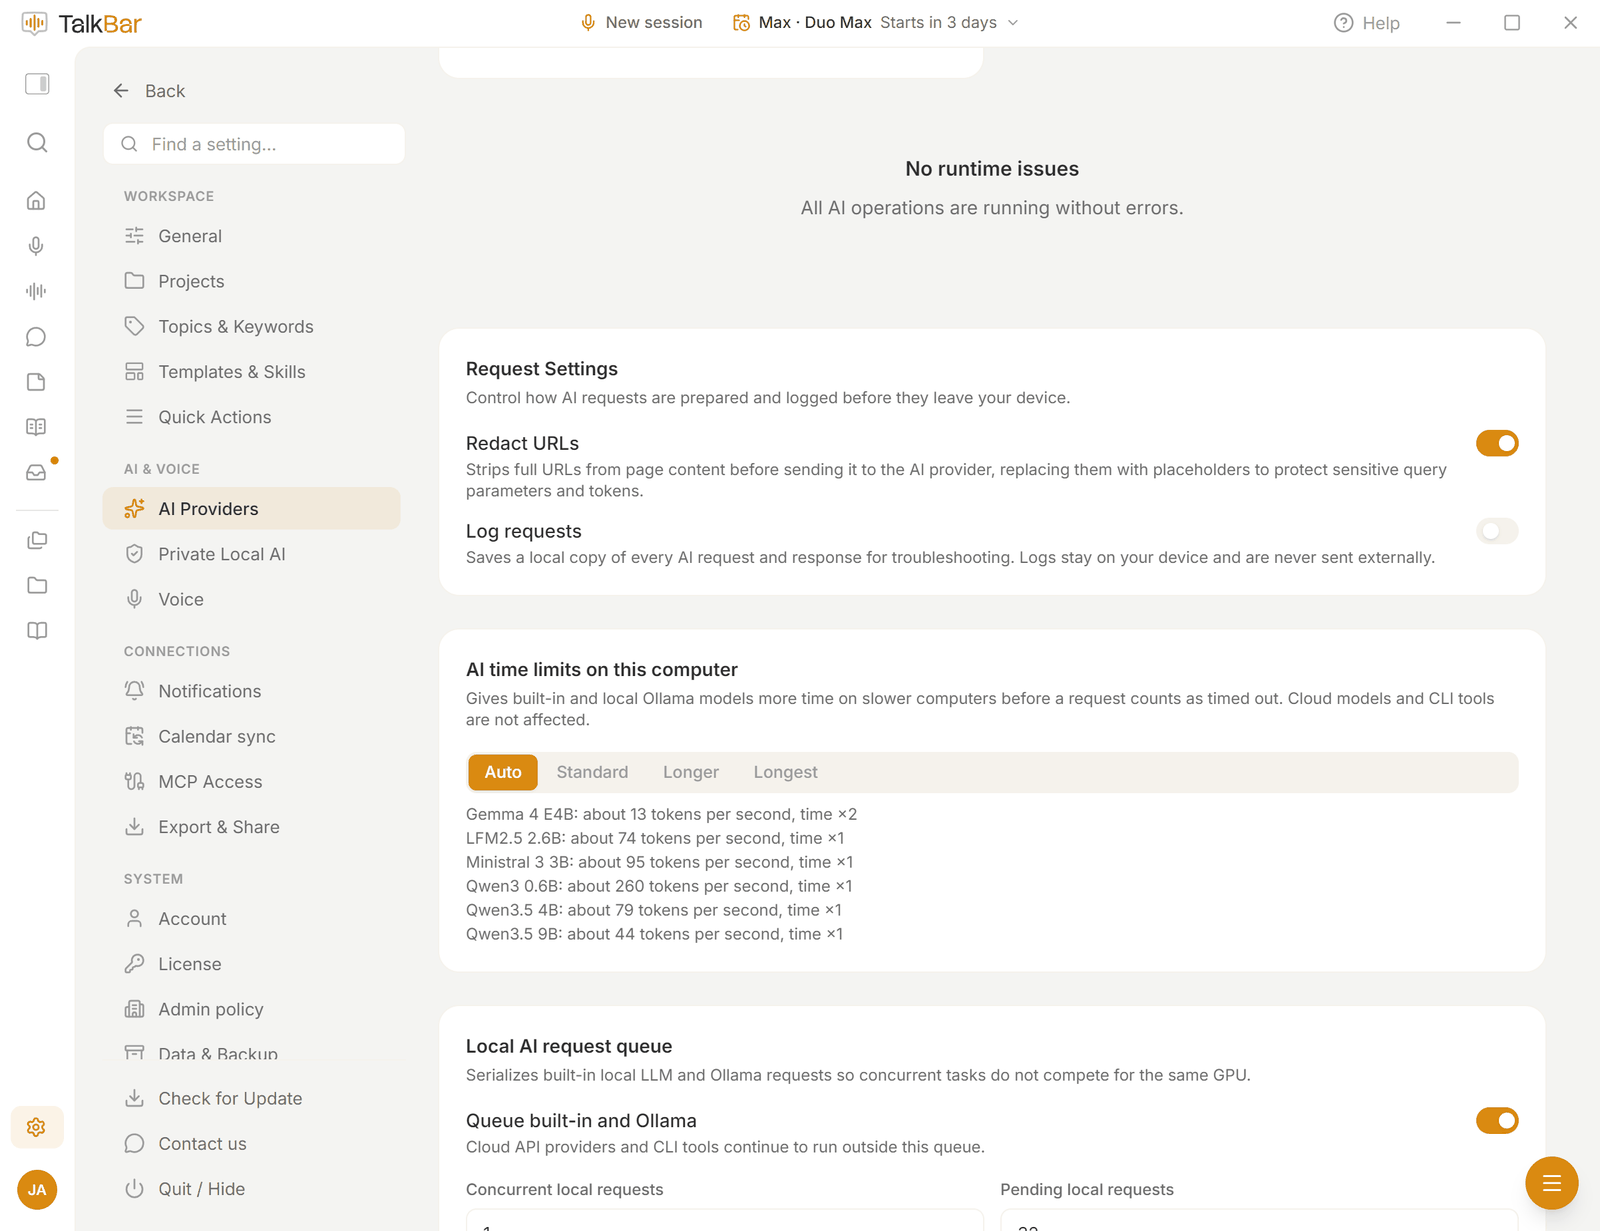 TalkBar
New session
Max · Duo Max Starts in 3 days
Help
Back
Find a setting...
WORKSPACE
General
Projects
Topics & Keywords
Templates & Skills
Quick Actions
AI & VOICE
AI Providers
Private Local AI
Voice
CONNECTIONS
Notifications
Calendar sync
MCP Access
Export & Share
SYSTEM
Account
License
Admin policy
Data & Backup
Check for Update
Contact us
Quit / Hide
JA
No runtime issues
All AI operations are running without errors.
Request Settings
Control how AI requests are prepared and logged before they leave your device.
Redact URLs
Strips full URLs from page content before sending it to the AI provider, replacing them with placeholders to protect sensitive query
parameters and tokens.
Log requests
Saves a local copy of every AI request and response for troubleshooting. Logs stay on your device and are never sent externally.
AI time limits on this computer
Gives built-in and local Ollama models more time on slower computers before a request counts as timed out. Cloud models and CLI tools
are not affected.
Auto Standard Longer Longest
Gemma 4 E4B: about 13 tokens per second, time ×2
LFM2.5 2.6B: about 74 tokens per second, time ×1
Ministral 3 3B: about 95 tokens per second, time ×1
Qwen3 0.6B: about 260 tokens per second, time ×1
Qwen3.5 4B: about 79 tokens per second, time ×1
Qwen3.5 9B: about 44 tokens per second, time ×1
Local AI request queue
Serializes built-in local LLM and Ollama requests so concurrent tasks do not compete for the same GPU.
Queue built-in and Ollama
Cloud API providers and CLI tools continue to run outside this queue.
Concurrent local requests
Pending local requests